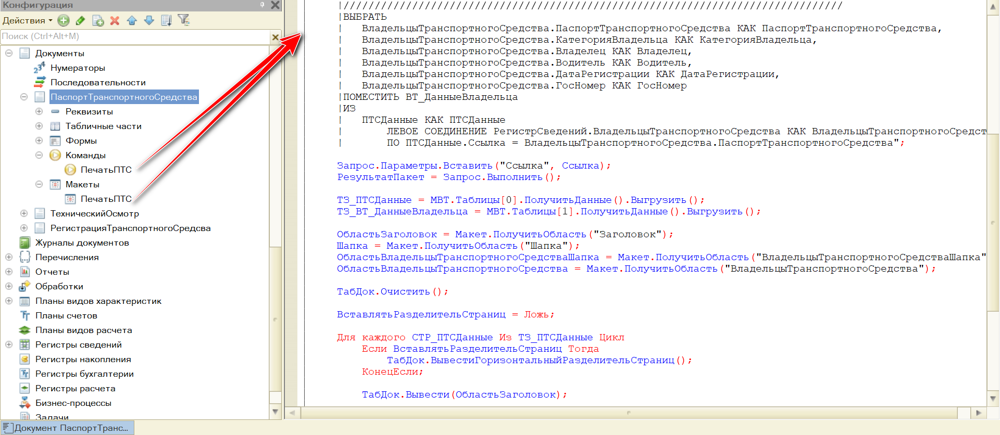 Конфигурация
Действия
Поиск (Ctrl+Alt+M)
Документы
Нумераторы
Последовательности
ПаспортТранспортногоСредства
Реквизиты
Табличные части
Формы
Команды
ПечатьПТС
Макеты
ПечатьПТС
ТехническийОсмотр
РегистрацияТранспортногоСредсва
Журналы документов
Перечисления
Отчеты
Обработки
Планы видов характеристик
Планы счетов
Планы видов расчета
Регистры сведений
Регистры накопления
Регистры бухгалтерии
Регистры расчета
Бизнес-процессы
Задачи
Документ ПаспортТранс...
|////////////////////////////////////////////////////////////////////////////////
|ВЫБРАТЬ
|   ВладельцыТранспортногоСредства.ПаспортТранспортногоСредства КАК ПаспортТранспортногоСредства,
|   ВладельцыТранспортногоСредства.КатегорияВладельца КАК КатегорияВладельца,
|   ВладельцыТранспортногоСредства.Владелец КАК Владелец,
|   ВладельцыТранспортногоСредства.Водитель КАК Водитель,
|   ВладельцыТранспортногоСредства.ДатаРегистрации КАК ДатаРегистрации,
|   ВладельцыТранспортногоСредства.ГосНомер КАК ГосНомер
|ПОМЕСТИТЬ ВТ_ДанныеВладельца
|ИЗ
|   ПТСДанные КАК ПТСДанные
|       ЛЕВОЕ СОЕДИНЕНИЕ РегистрСведений.ВладельцыТранспортногоСредства КАК ВладельцыТранспортногоСредст
|       ПО ПТСДанные.Ссылка = ВладельцыТранспортногоСредства.ПаспортТранспортногоСредства";
Запрос.Параметры.Вставить("Ссылка", Ссылка);
РезультатПакет = Запрос.Выполнить();
ТЗ_ПТСДанные = МВТ.Таблицы[0].ПолучитьДанные().Выгрузить();
ТЗ_ВТ_ДанныеВладельца = МВТ.Таблицы[1].ПолучитьДанные().Выгрузить();
ОбластьЗаголовок = Макет.ПолучитьОбласть("Заголовок");
Шапка = Макет.ПолучитьОбласть("Шапка");
ОбластьВладельцыТранспортногоСредстваШапка = Макет.ПолучитьОбласть("ВладельцыТранспортногоСредстваШапка"
ОбластьВладельцыТранспортногоСредства = Макет.ПолучитьОбласть("ВладельцыТранспортногоСредства");
ТабДок.Очистить();
ВставлятьРазделительСтраниц = Ложь;
Для каждого СТР_ПТСДанные Из ТЗ_ПТСДанные Цикл
Если ВставлятьРазделительСтраниц Тогда
ТабДок.ВывестиГоризонтальныйРазделительСтраниц();
КонецЕсли;
ТабДок.Вывести(ОбластьЗаголовок);